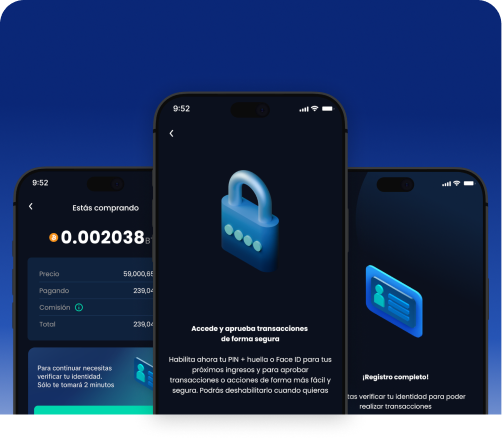 9:52
Estás comprando
0.002038
Precio 59,000,65
Pagando 239,04
Comisión
Total 239,04
Para continuar necesitas
verificar tu identidad.
Sólo te tomará 2 minutos
9:52
Accede y aprueba transacciones
de forma segura
Habilita ahora tu PIN + huella o Face ID para tus
próximos ingresos y para aprobar
transacciones o acciones de forma más fácil y
segura. Podrás deshabilitarlo cuando quieras
¡Registro completo!
verificar tu identidad para poder
realizar transacciones